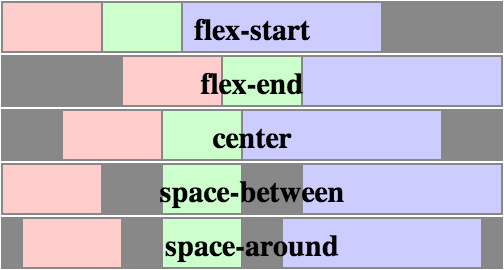 flex-start
flex-end
center
space-between
space-around